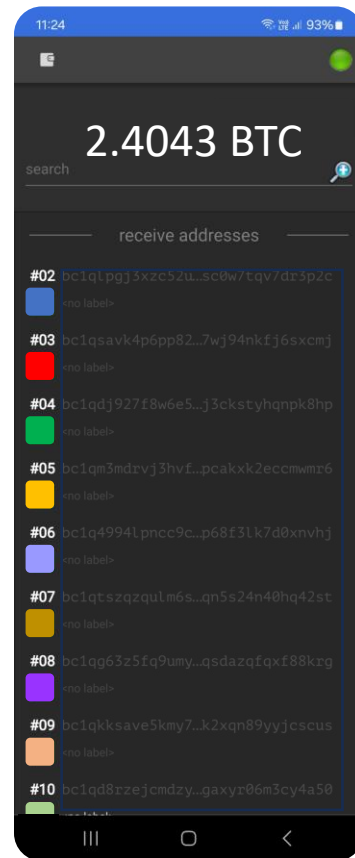 11:24 93%
2.4043 BTC
search
receive addresses
#02 bc1qlpgj3xzc52u…sc0w7tqv7dr3p2c
<no label>
#03 bc1qsavk4p6pp82…7wj94nkfj6sxcmj
<no label>
#04 bc1qdj927f8w6e5…j3ckstyhqnpk8hp
<no label>
#05 bc1qm3mdrvj3hvf…pcakxk2eccmwmr6
<no label>
#06 bc1q4994lpncc9c…p68f3lk7d0xnvhj
<no label>
#07 bc1qtszqzqulm6s…qn5s24n40hq42st
<no label>
#08 bc1qg63z5fq9umy…qsdazqfqxf88krg
<no label>
#09 bc1qkksave5kmy7…k2xqn89yyjcscus
<no label>
#10 bc1qd8rzejcmdzy…gaxyr06m3cy4a50
<no label>